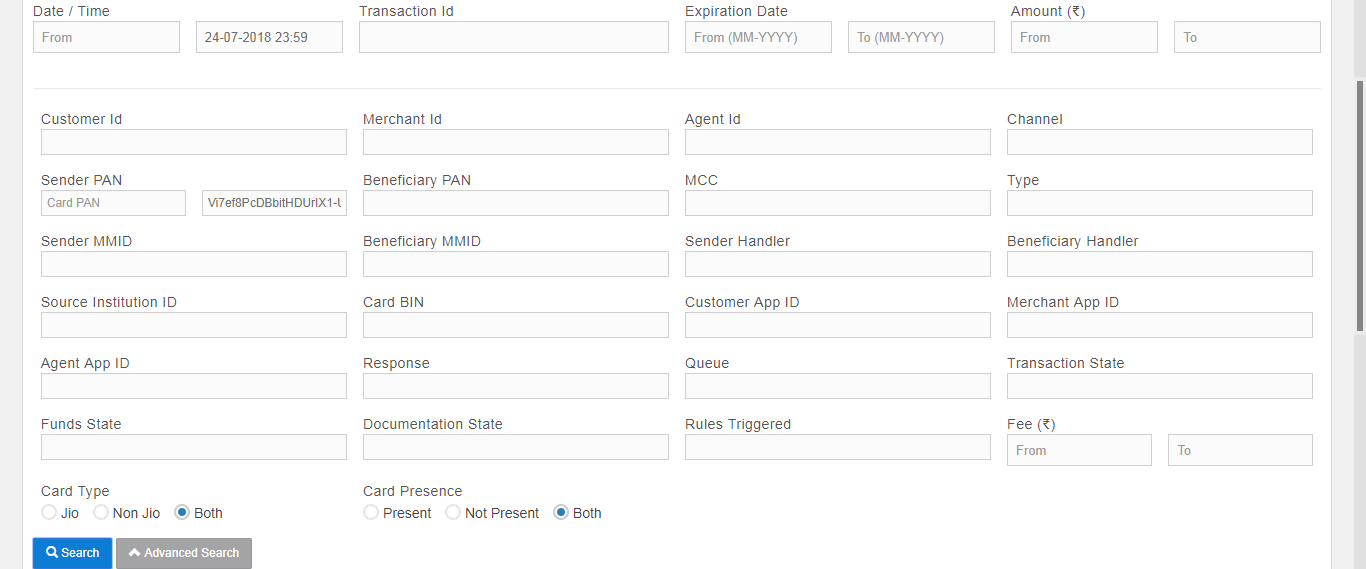 Date / Time Transaction Id Expiration Date Amount (₹)
From 24-07-2018 23:59 From (MM-YYYY) To (MM-YYYY) From To
Customer Id Merchant Id Agent Id Channel
Sender PAN Beneficiary PAN MCC Type
Card PAN
Sender MMID Beneficiary MMID Sender Handler Beneficiary Handler
Source Institution ID Card BIN Customer App ID Merchant App ID
Agent App ID Response Queue Transaction State
Funds State Documentation State Rules Triggered Fee (₹)
From To
Card Type Card Presence
Jio Non Jio Both Present Not Present Both
Search Advanced Search